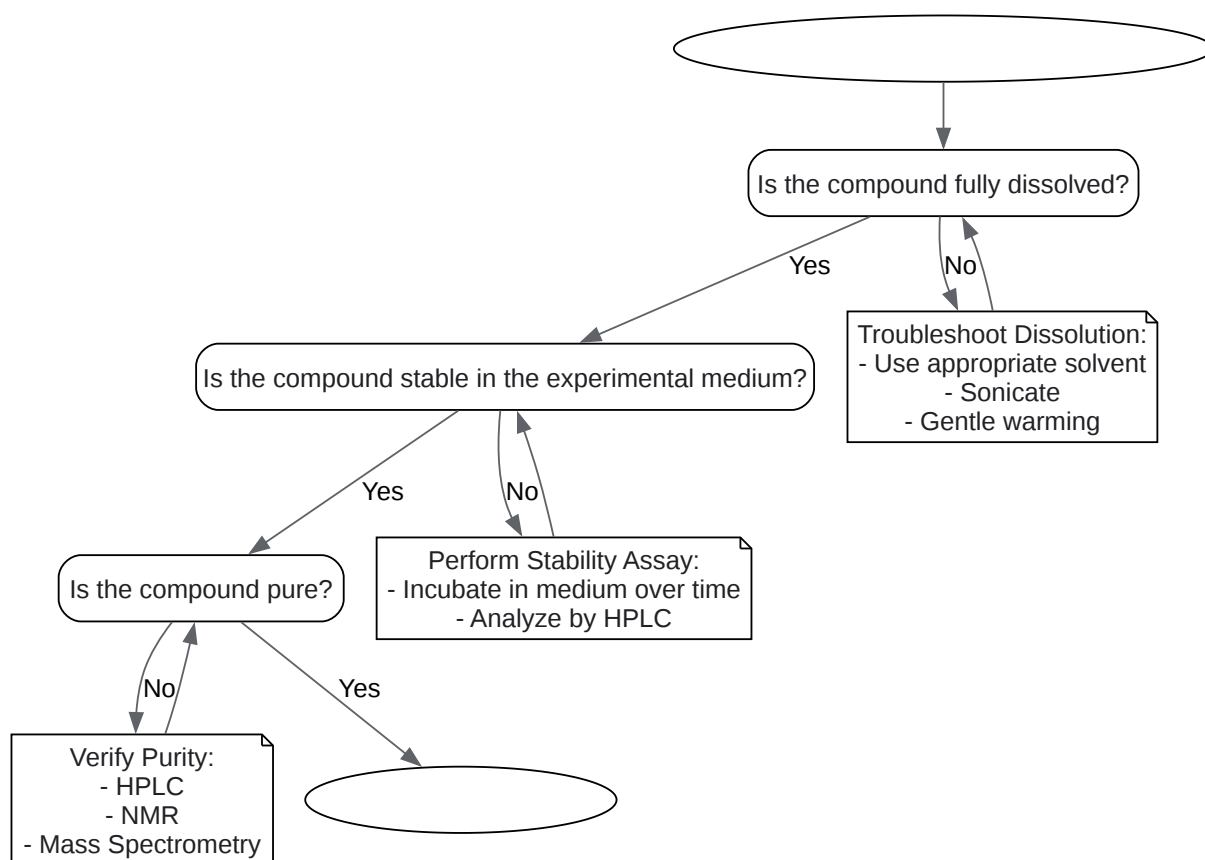 Is the compound fully dissolved?
Yes
No
Troubleshoot Dissolution:
- Use appropriate solvent
- Sonicate
- Gentle warming
Is the compound stable in the experimental medium?
Yes
No
Perform Stability Assay:
- Incubate in medium over time
- Analyze by HPLC
Is the compound pure?
No
Yes
Verify Purity:
- HPLC
- NMR
- Mass Spectrometry